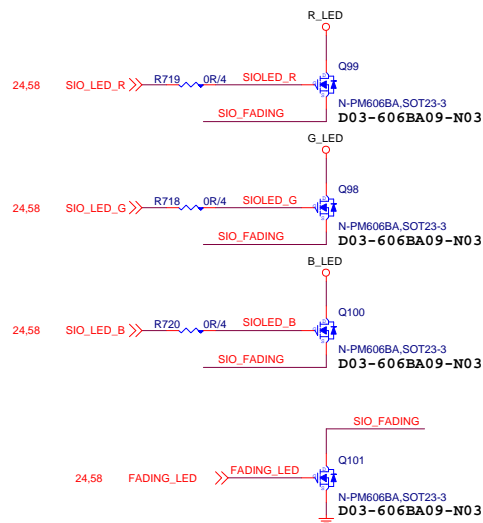 R_LED
Q99
24,58 SIO_LED_R R719 0R/4 SIOLED_R
N-PM606BA,SOT23-3
SIO_FADING D03-606BA09-N03
G_LED
Q98
24,58 SIO_LED_G R718 0R/4 SIOLED_G
N-PM606BA,SOT23-3
SIO_FADING D03-606BA09-N03
B_LED
Q100
24,58 SIO_LED_B R720 0R/4 SIOLED_B
N-PM606BA,SOT23-3
SIO_FADING D03-606BA09-N03
SIO_FADING
Q101
24,58 FADING_LED FADING_LED
N-PM606BA,SOT23-3
D03-606BA09-N03